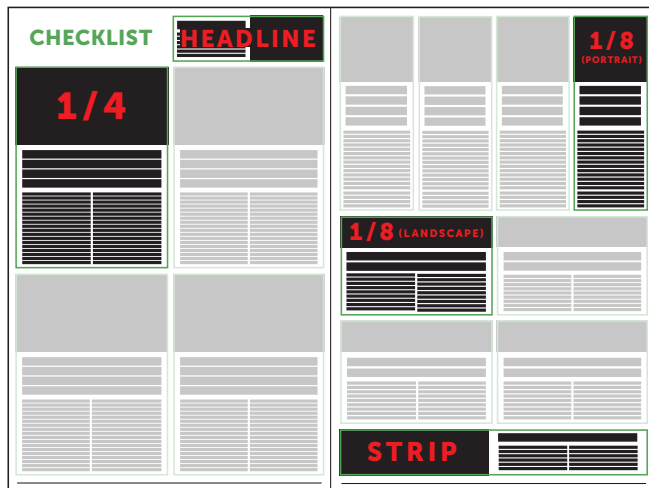 CHECKLIST
HEADLINE
1/4
1/8
(PORTRAIT)
1/8 (LANDSCAPE)
STRIP